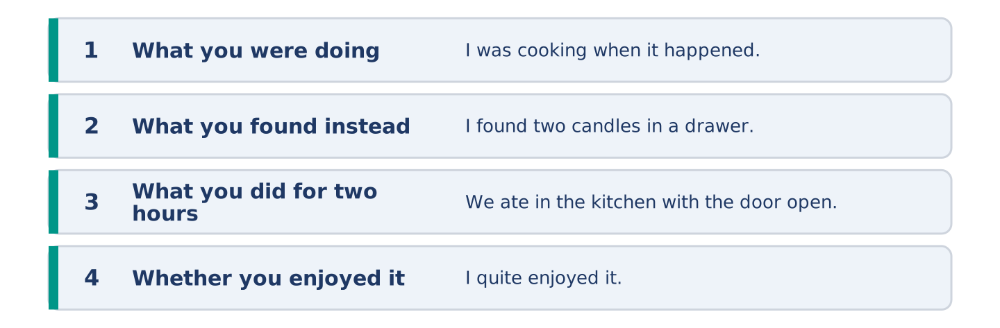 1 What you were doing I was cooking when it happened.
2 What you found instead I found two candles in a drawer.
3 What you did for two
hours We ate in the kitchen with the door open.
4 Whether you enjoyed it I quite enjoyed it.